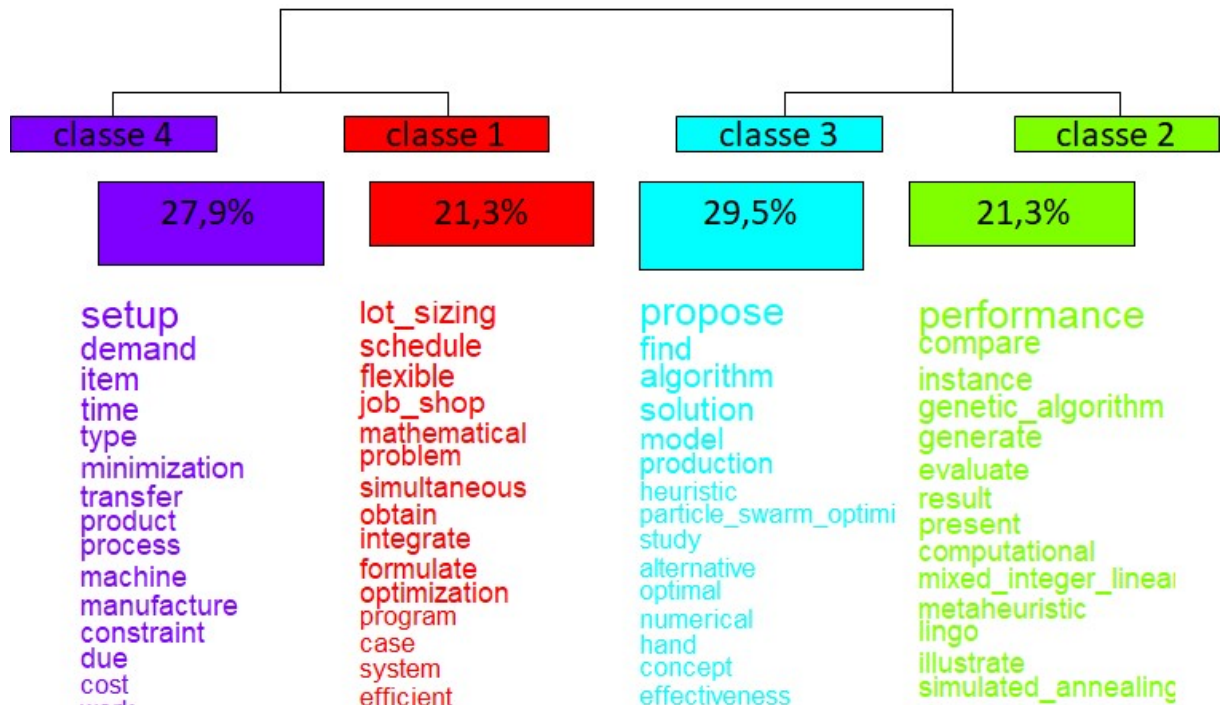 classe 4
classe 1
classe 3
classe 2
27,9%
21,3%
29,5%
21,3%
setup
demand
item
time
type
minimization
transfer
product
process
machine
manufacture
constraint
due
cost
lot_sizing
schedule
flexible
job_shop
mathematical
problem
simultaneous
obtain
integrate
formulate
optimization
program
case
system
efficient
propose
find
algorithm
solution
model
production
heuristic
particle_swarm_optimi
study
alternative
optimal
numerical
hand
concept
effectiveness
performance
compare
instance
genetic_algorithm
generate
evaluate
result
present
computational
mixed_integer_linear
metaheuristic
lingo
illustrate
simulated_annealing